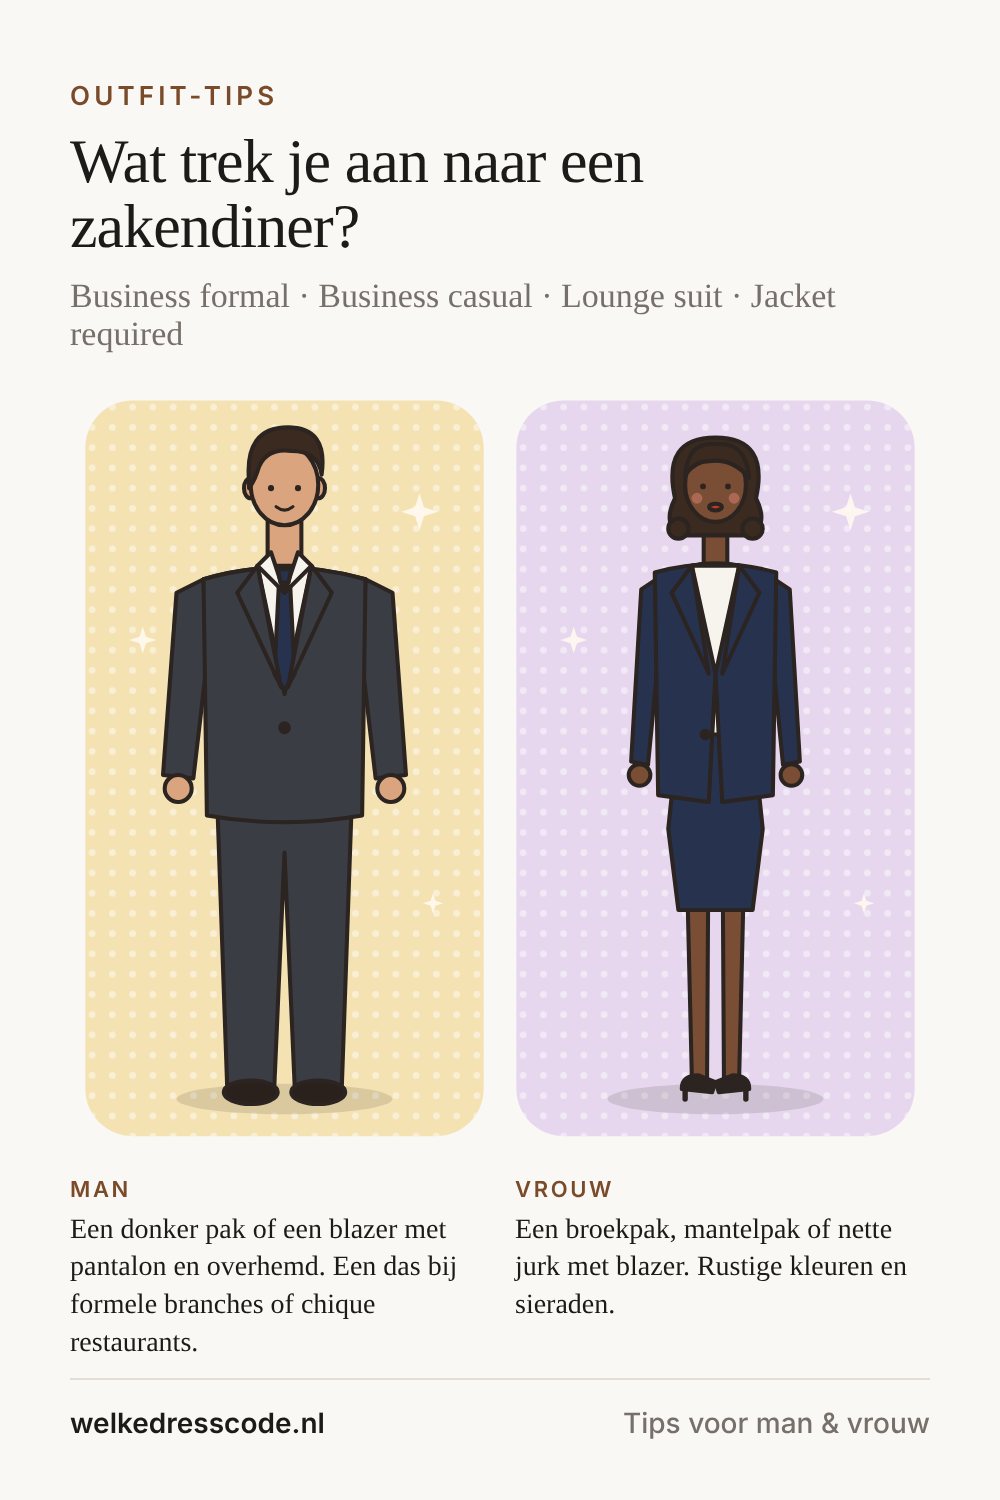 OUTFIT-TIPS
Wat trek je aan naar een
zakendiner?
Business formal · Business casual · Lounge suit · Jacket
required
MAN
Een donker pak of een blazer met
pantalon en overhemd. Een das bij
formele branches of chique
restaurants.
VROUW
Een broekpak, mantelpak of nette
jurk met blazer. Rustige kleuren en
sieraden.
welkedresscode.nl
Tips voor man & vrouw